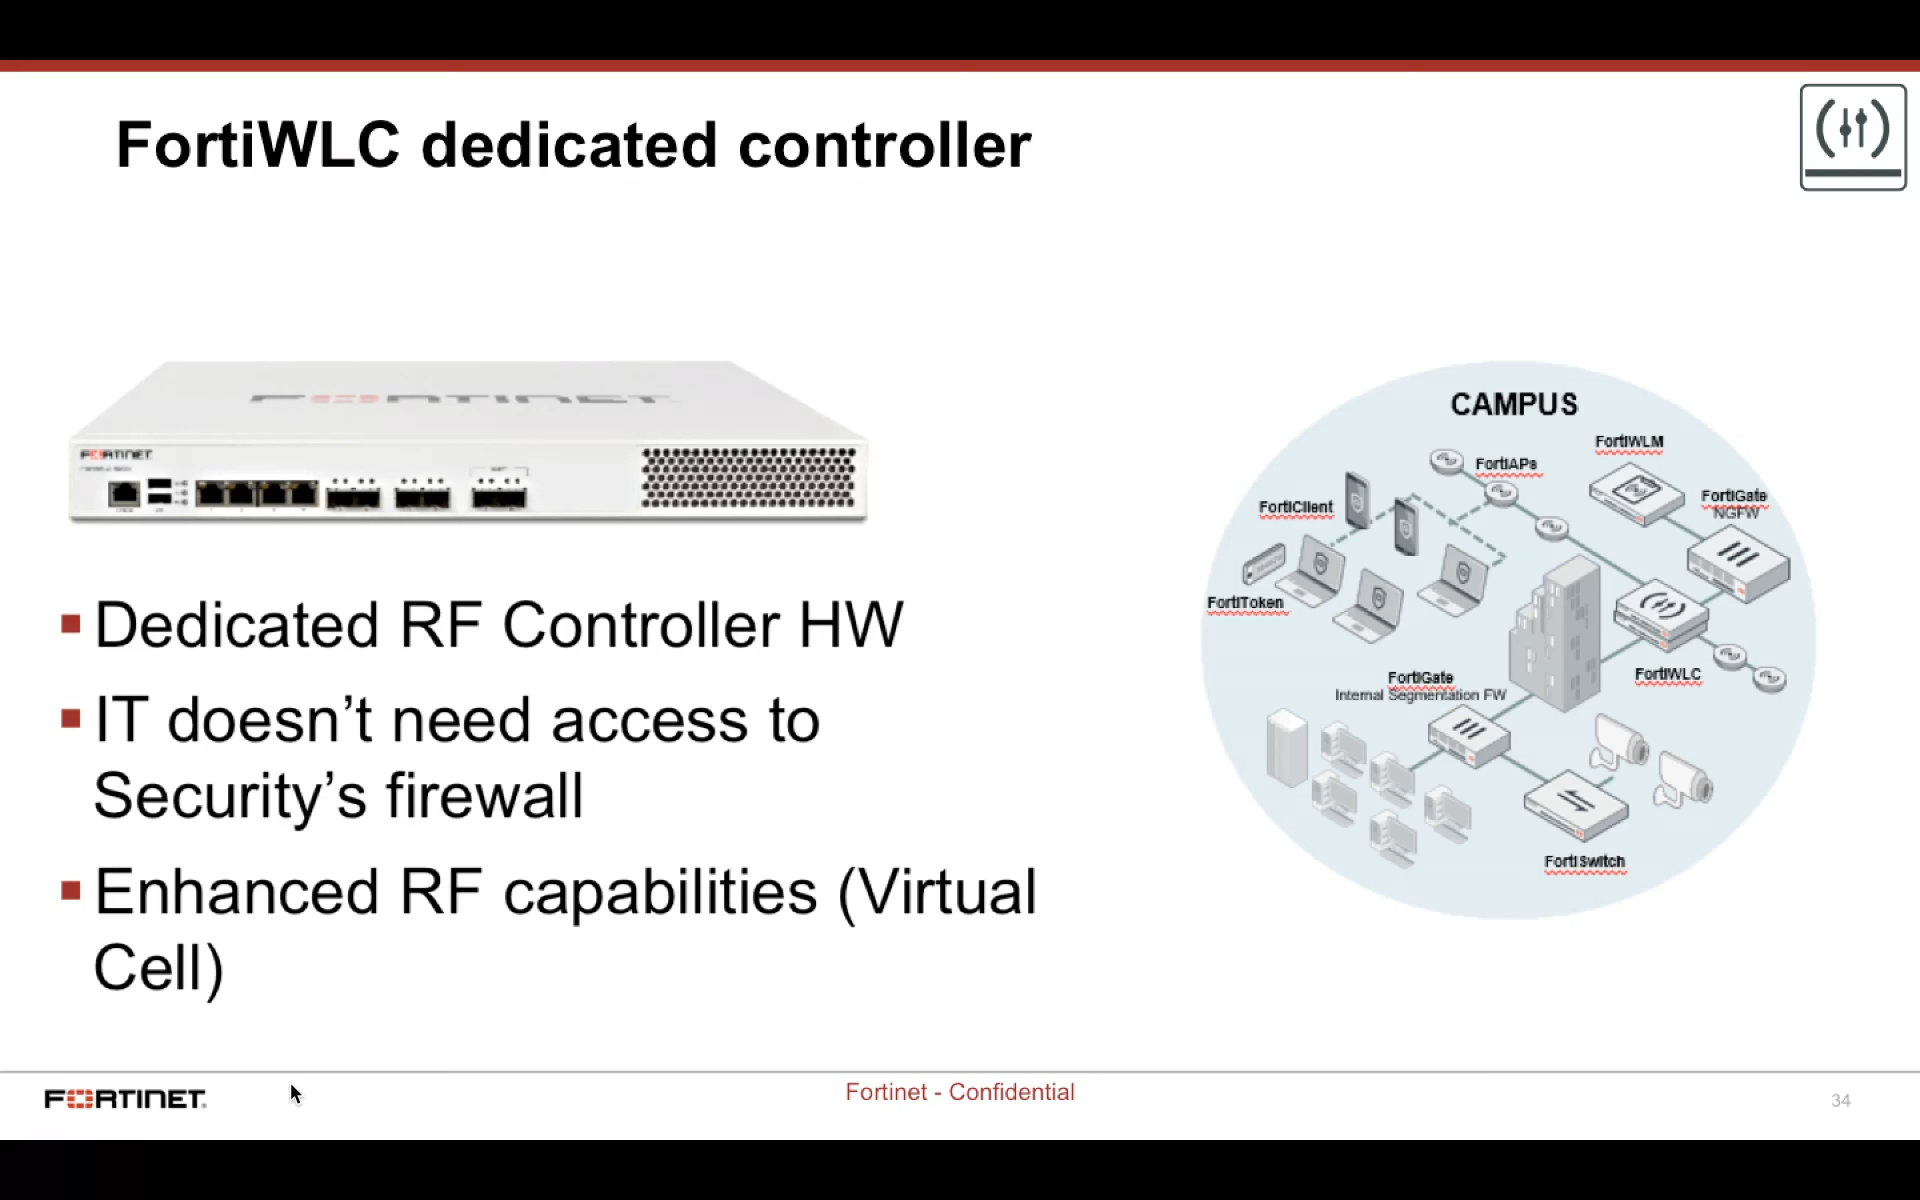 FortiWLC dedicated controller
FORTINET
FORTINET
▪ Dedicated RF Controller HW
▪ IT doesn’t need access to
Security’s firewall
▪ Enhanced RF capabilities (Virtual
Cell)
CAMPUS
FortiWLM
FortiAPs
FortiGate
NGFW
FortiClient
FortiToken
FortiWLC
FortiGate
Internal Segmentation FW
FortiSwitch
FORTINET
Fortinet - Confidential
34